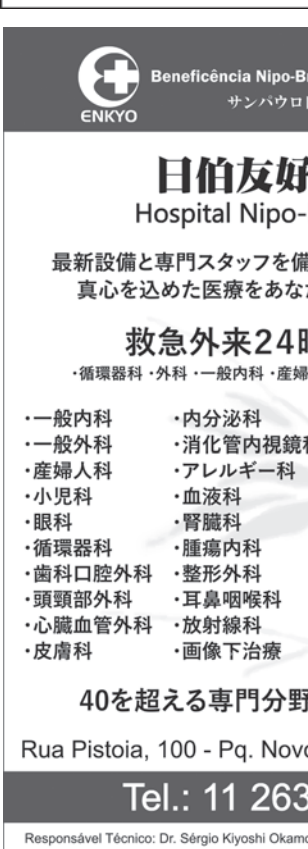 Beneficência Nipo-B
サンパウロ
ENKYO
日伯友好
Hospital Nipo-
最新設備と専門スタッフを備
真心を込めた医療をあな
救急外来24時
・循環器科・外科・一般内科・産婦
・一般内科 ・内分泌科
・一般外科 ・消化管内視鏡科
・産婦人科 ・アレルギー科
・小児科 ・血液科
・眼科 ・腎臓科
・循環器科 ・腫瘍内科
・歯科口腔外科 ・整形外科
・頭頸部外科 ・耳鼻咽喉科
・心臓血管外科 ・放射線科
・皮膚科 ・画像下治療
40を超える専門分野
Rua Pistoia, 100 - Pq. Novo
Tel.: 11 263
Responsável Técnico: Dr. Sérgio Kiyoshi Okamo